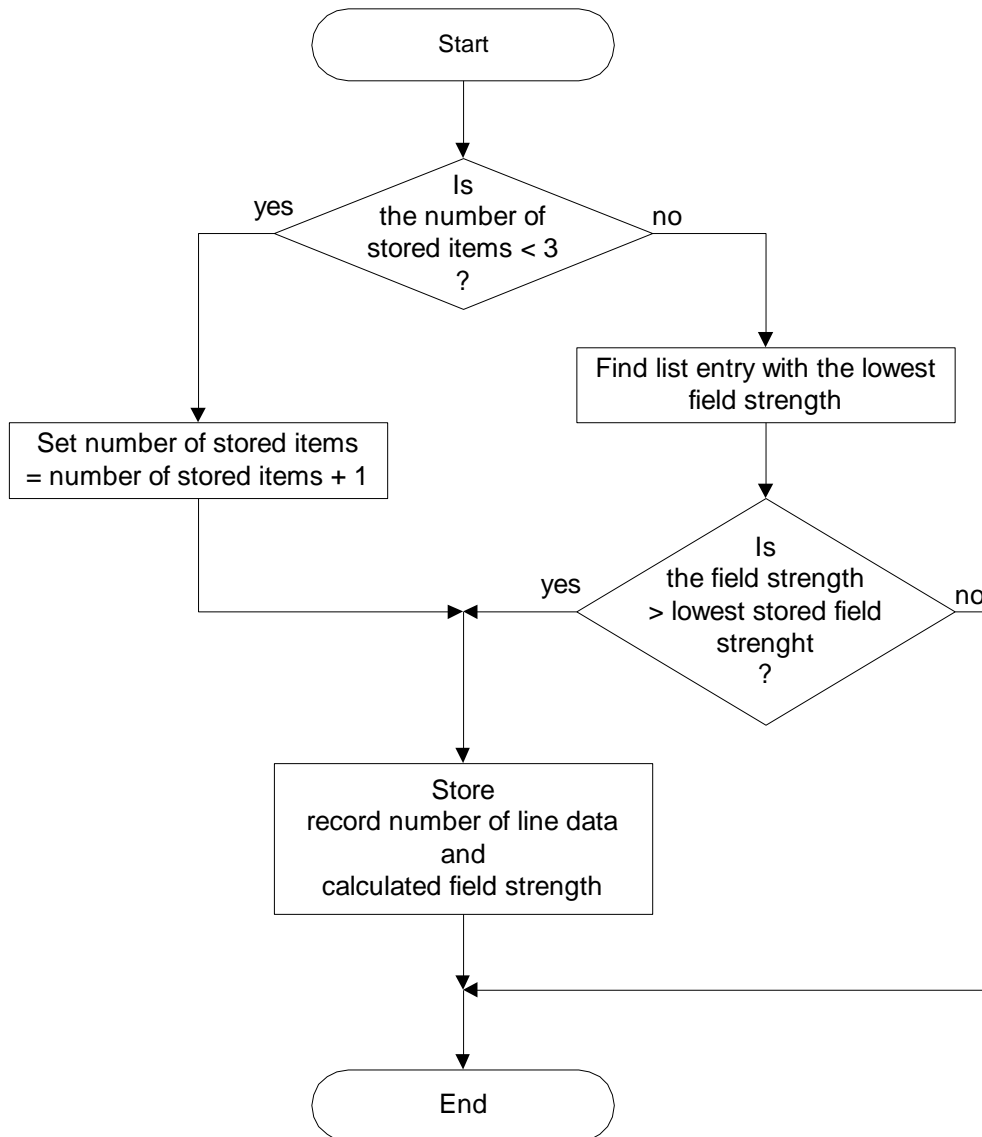 Start
Is
the number of
stored items < 3
?
yes
no
Find list entry with the lowest
field strength
Set number of stored items
= number of stored items + 1
Is
the field strength
> lowest stored field
strenght
?
yes
no
Store
record number of line data
and
calculated field strength
End